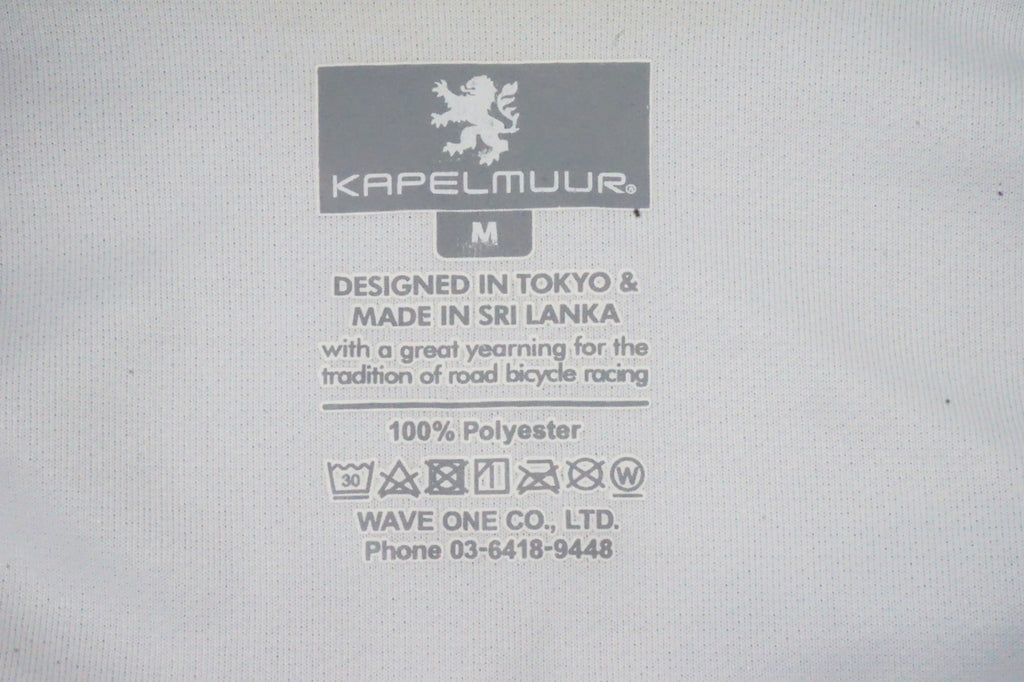 KAPELMUUR®
M
DESIGNED IN TOKYO &
MADE IN SRI LANKA
with a great yearning for the
tradition of road bicycle racing
100% Polyester
30 W
WAVE ONE CO., LTD.
Phone 03-6418-9448